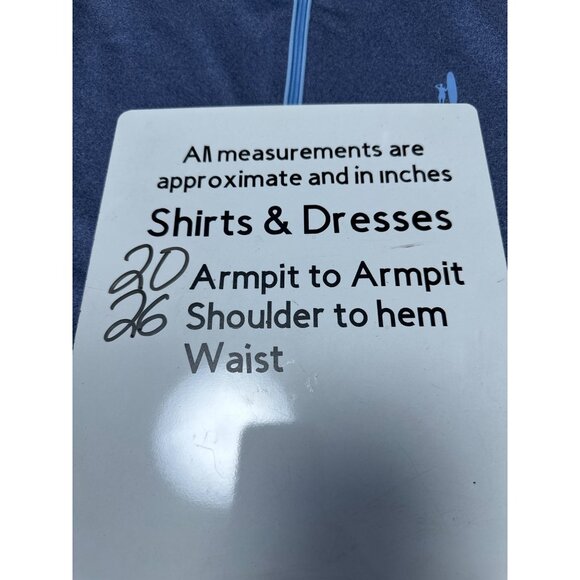 All measurements are
approximate and in inches
Shirts & Dresses
20 Armpit to Armpit
26 Shoulder to hem
Waist